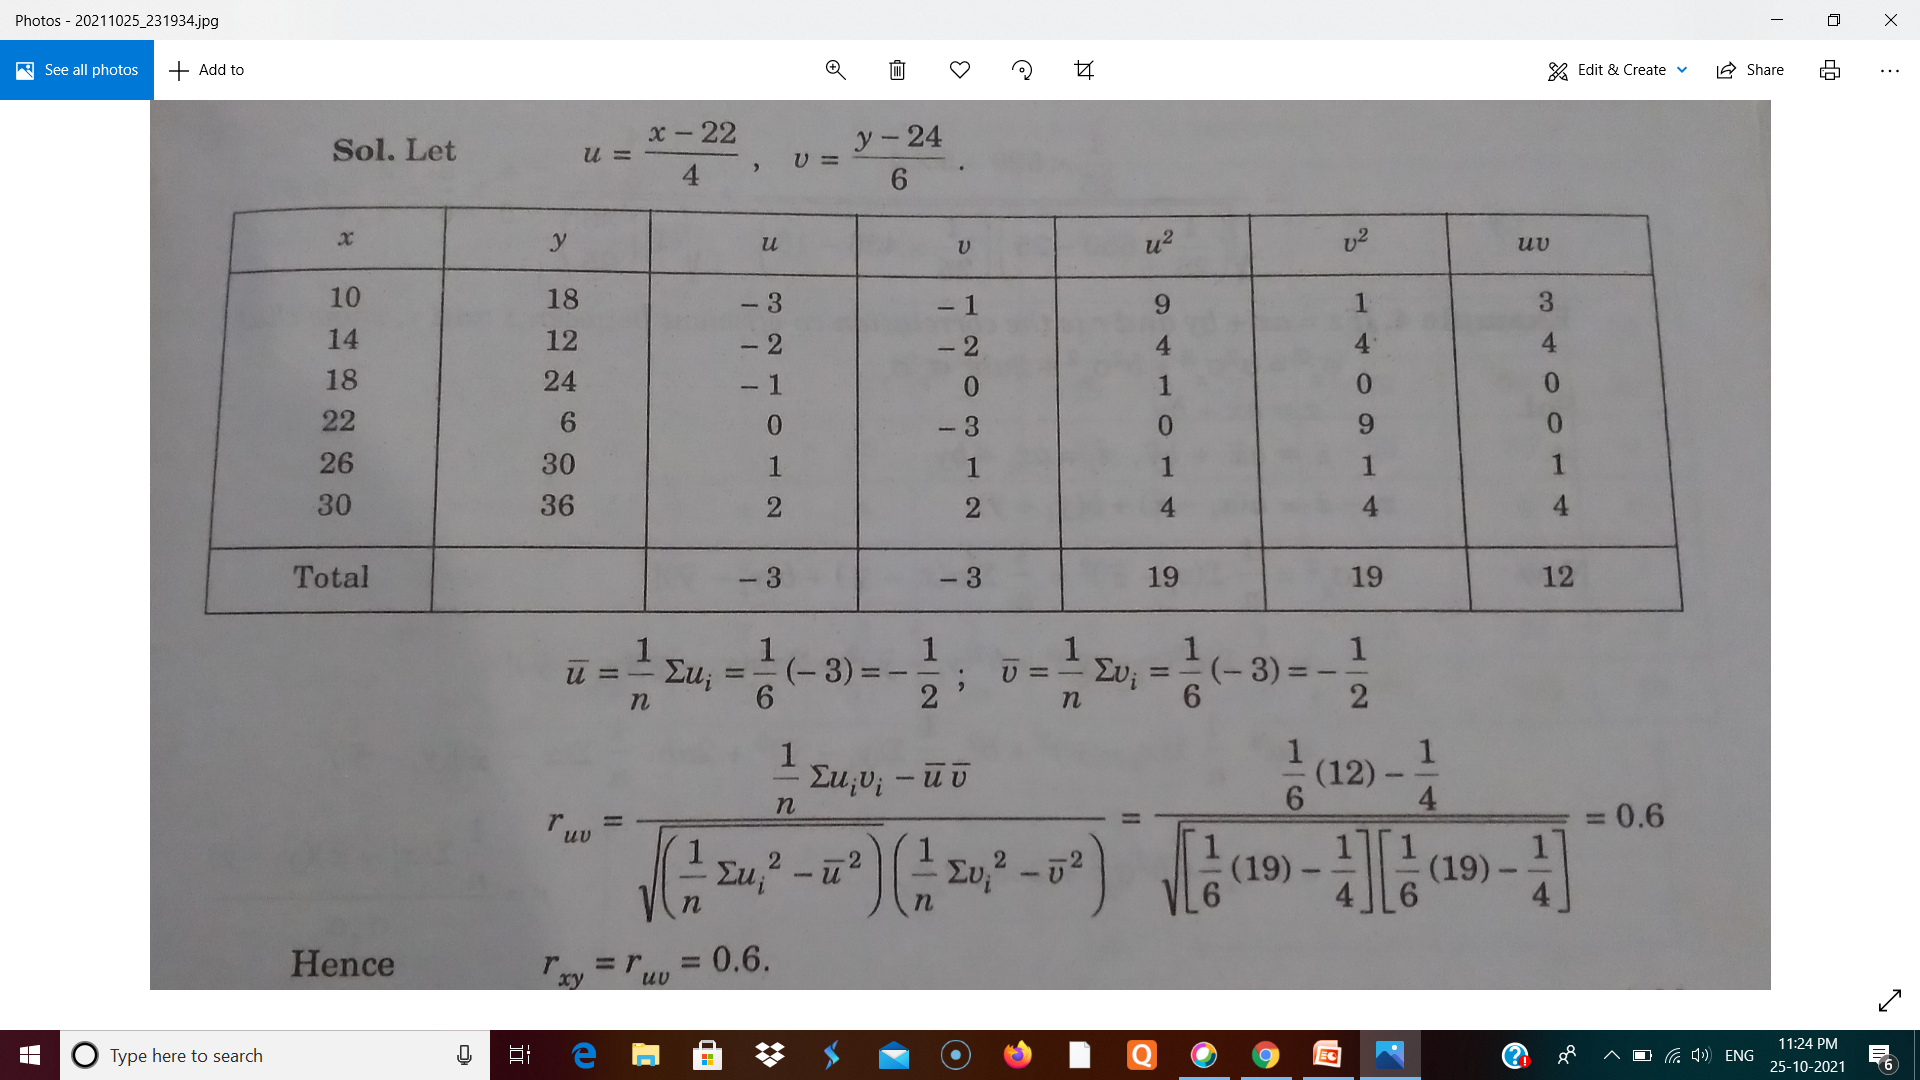 Photos - 20211025_231934.jpg
See all photos
Add to
Edit & Create
Share
Sol. Let u = (x – 22)/4 , v = (y – 24)/6 .
x y u v u² v² uv
10 18 – 3 – 1 9 1 3
14 12 – 2 – 2 4 4 4
18 24 – 1 0 1 0 0
22 6 0 – 3 0 9 0
26 30 1 1 1 1 1
30 36 2 2 4 4 4
Total – 3 – 3 19 19 12
u̅ = 1/n Σuᵢ = 1/6 (– 3) = – 1/2 ; v̅ = 1/n Σvᵢ = 1/6 (– 3) = – 1/2
r_uv = (1/n Σuᵢvᵢ – u̅ v̅) / √((1/n Σuᵢ² – u̅²)(1/n Σvᵢ² – v̅²)) = (1/6 (12) – 1/4) / √([1/6 (19) – 1/4][1/6 (19) – 1/4]) = 0.6
Hence r_xy = r_uv = 0.6.
Type here to search
ENG
11:24 PM
25-10-2021
6